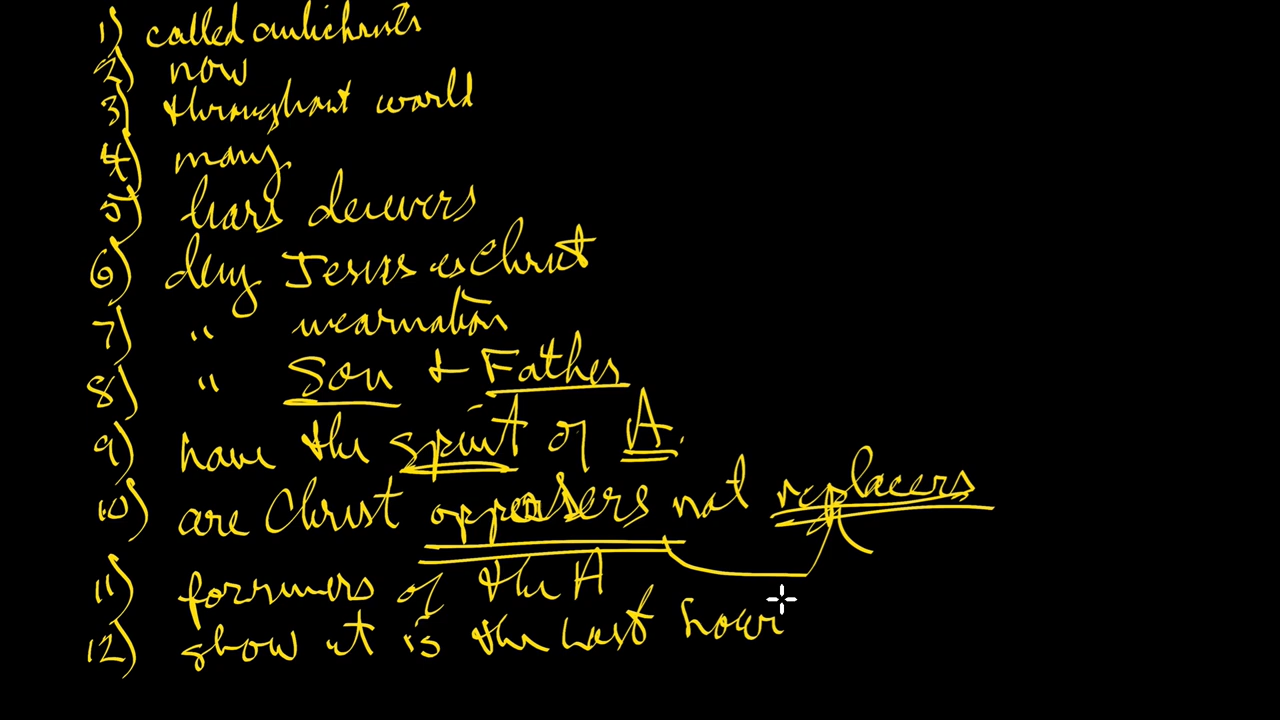 1) called antichrists
2) now
3) throughout world
4) many
5) liars deceivers
6) deny Jesus is Christ
7) " incarnation
8) " Son & Father
9) have the spirit of A.
10) are Christ opposers not replacers
11) forrunners of the A
12) show it is the last hour